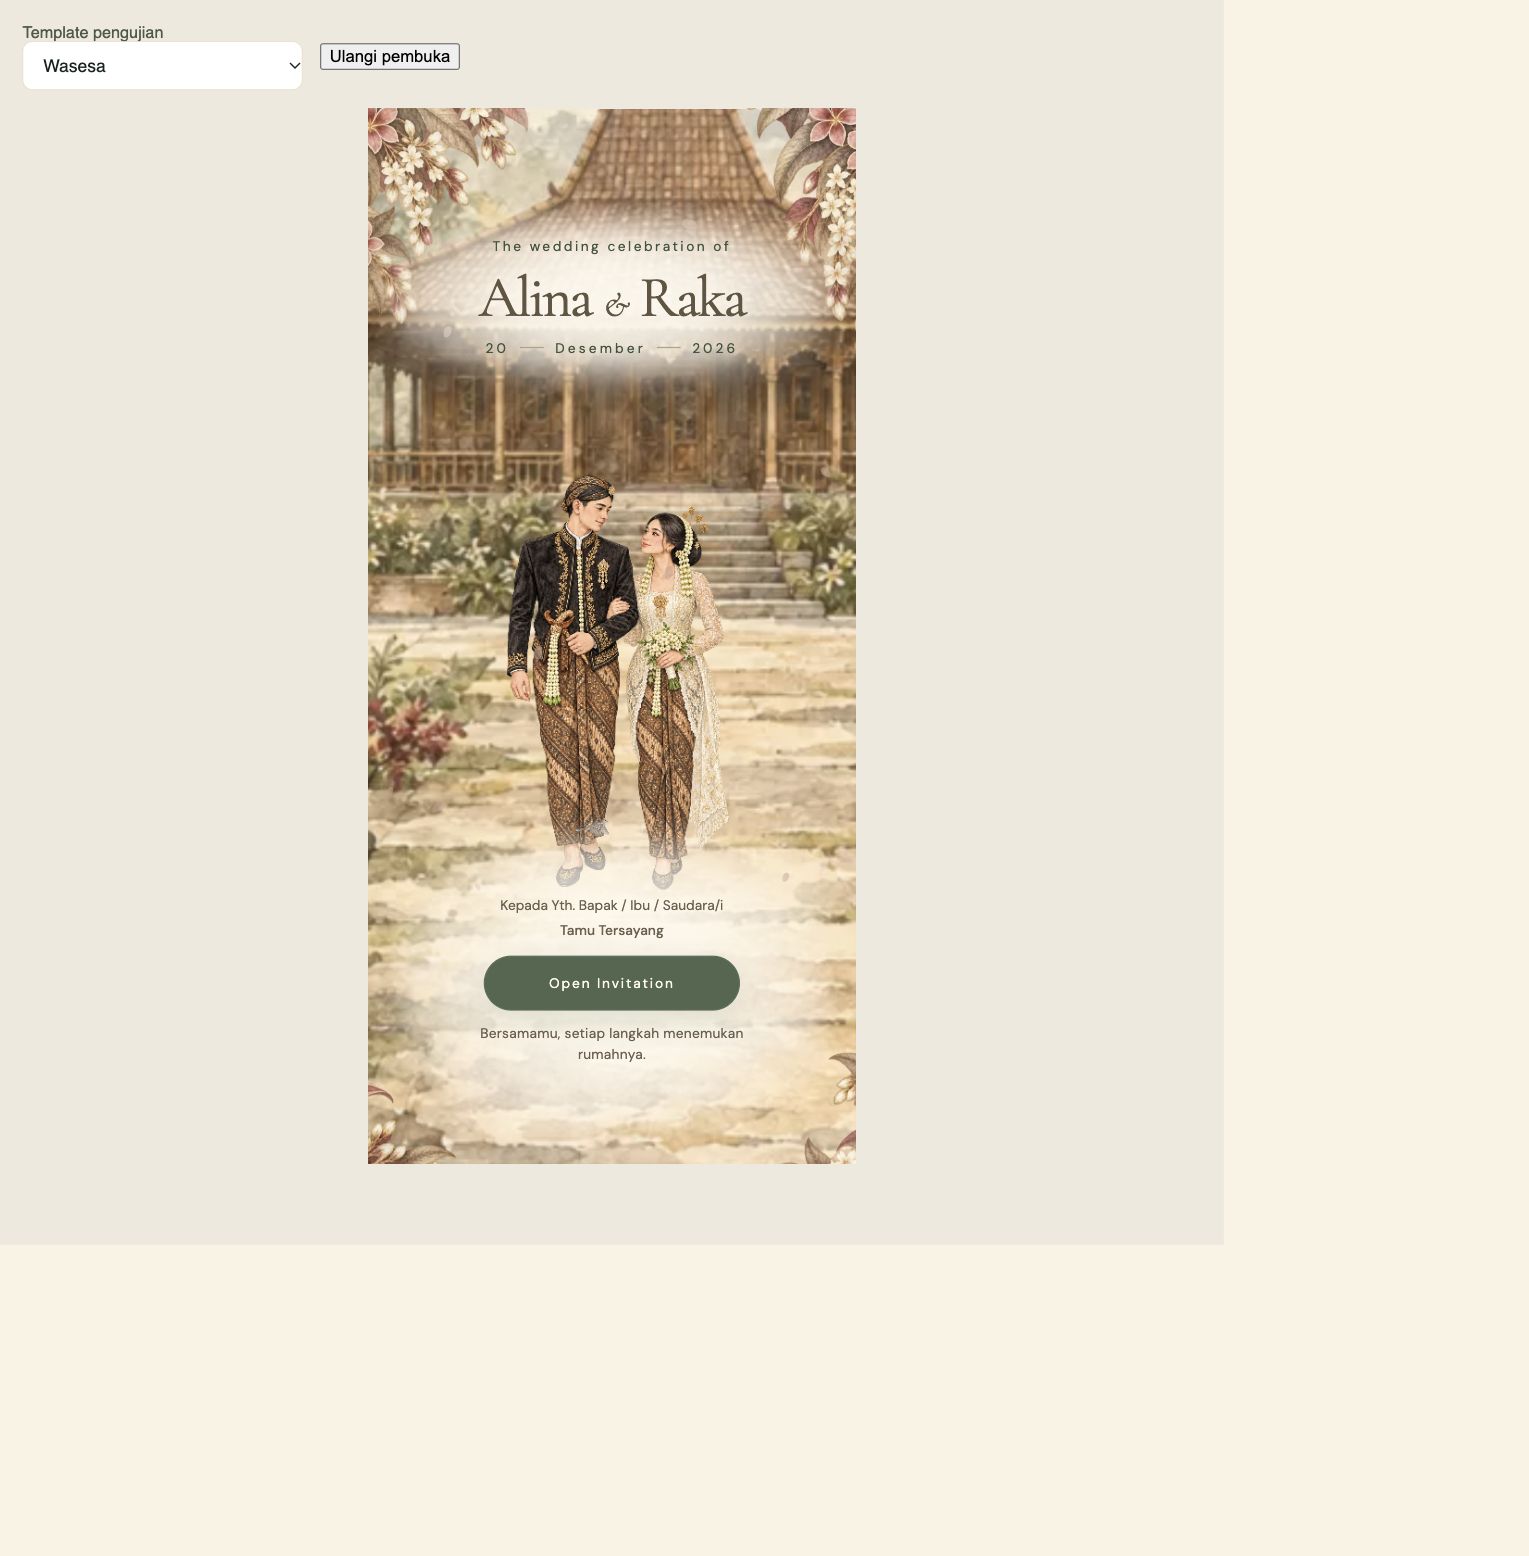 Template pengujian
Wasesa
Ulangi pembuka
The wedding celebration of
Alina & Raka
20 — Desember — 2026
Kepada Yth. Bapak / Ibu / Saudara/i
Tamu Tersayang
Open Invitation
Bersamamu, setiap langkah menemukan
rumahnya.